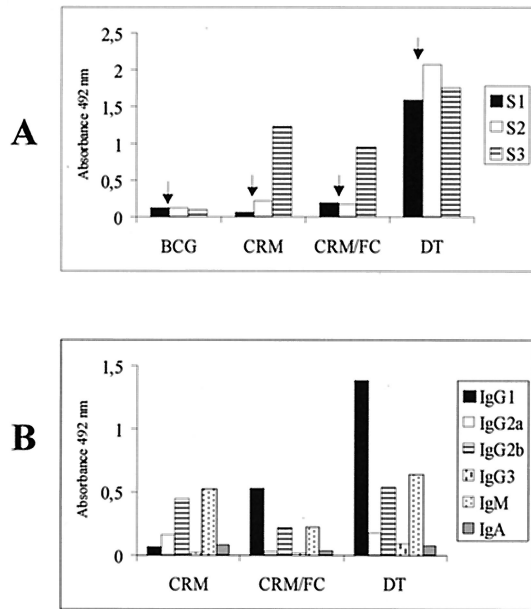 A
Absorbance 492 nm
2,5
2
1,5
1
0,5
0
BCG CRM CRM/FC DT
S1
S2
S3
B
Absorbance 492 nm
1,5
1
0,5
0
CRM CRM/FC DT
IgG1
IgG2a
IgG2b
IgG3
IgM
IgA